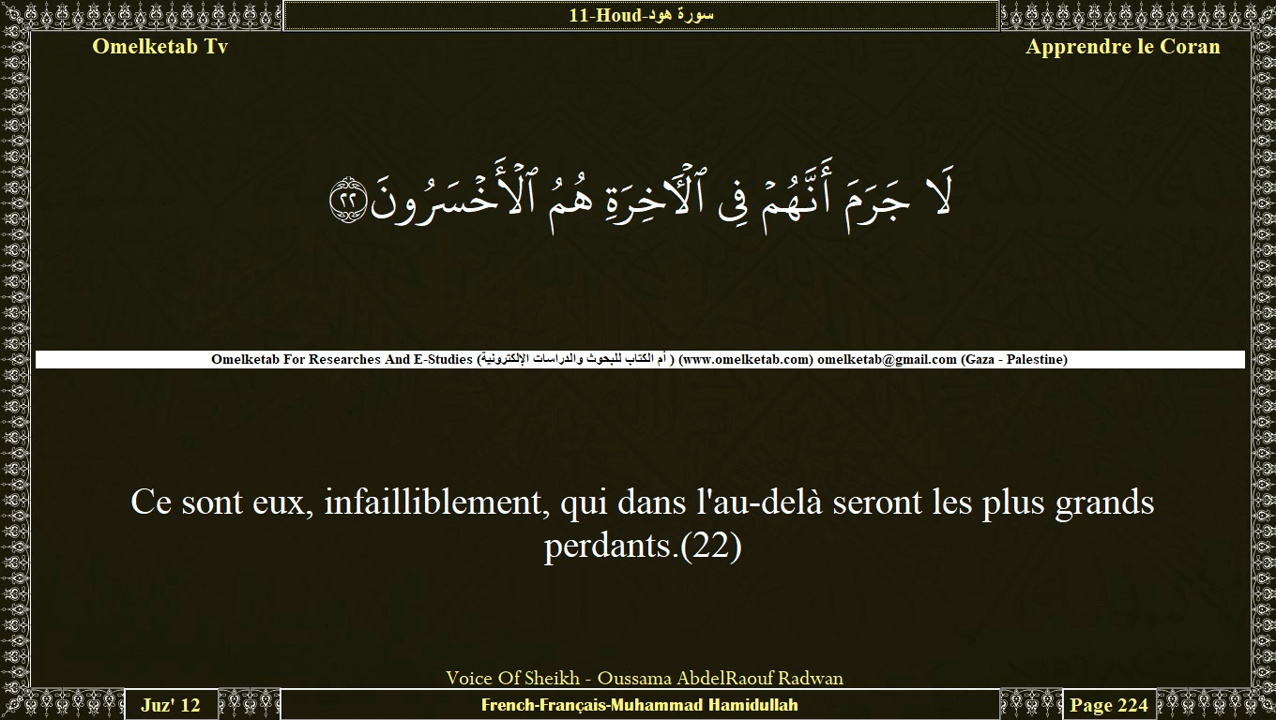 11-Houd-سورة هود
Omelketab Tv
Apprendre le Coran
لَا جَرَمَ أَنَّهُمۡ فِى ٱلۡأٓخِرَةِ هُمُ ٱلۡأَخۡسَرُونَ ٢٢
Omelketab For Researches And E-Studies (أم الكتاب للبحوث والدراسات الإلكترونية ) (www.omelketab.com) omelketab@gmail.com (Gaza - Palestine)
Ce sont eux, infailliblement, qui dans l'au-delà seront les plus grands
perdants.(22)
Voice Of Sheikh - Oussama AbdelRaouf Radwan
Juz' 12
French-Français-Muhammad Hamidullah
Page 224